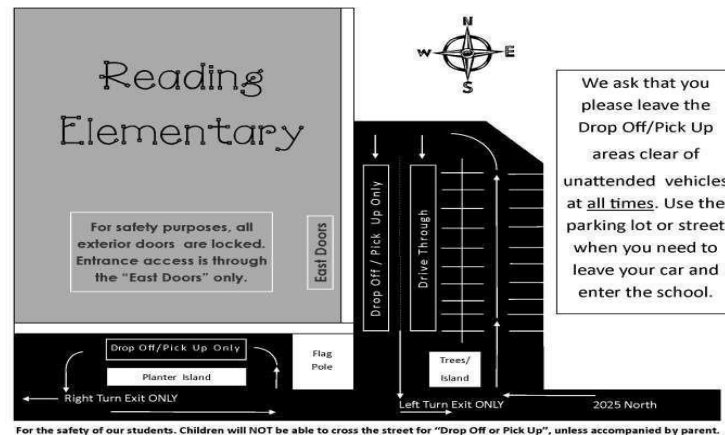 Reading
Elementary
For safety purposes, all
exterior doors are locked.
Entrance access is through
the “East Doors” only.
East Doors
W
E
S
Drop Off / Pick Up Only
Drive Through
We ask that you
please leave the
Drop Off/Pick Up
areas clear of
unattended vehicles
at all times. Use the
parking lot or street
when you need to
leave your car and
enter the school.
Drop Off/Pick Up Only
Planter Island
Flag
Pole
Trees/
Island
Right Turn Exit ONLY
Left Turn Exit ONLY
2025 North
For the safety of our students. Children will NOT be able to cross the street for “Drop Off or Pick Up”, unless accompanied by parent.